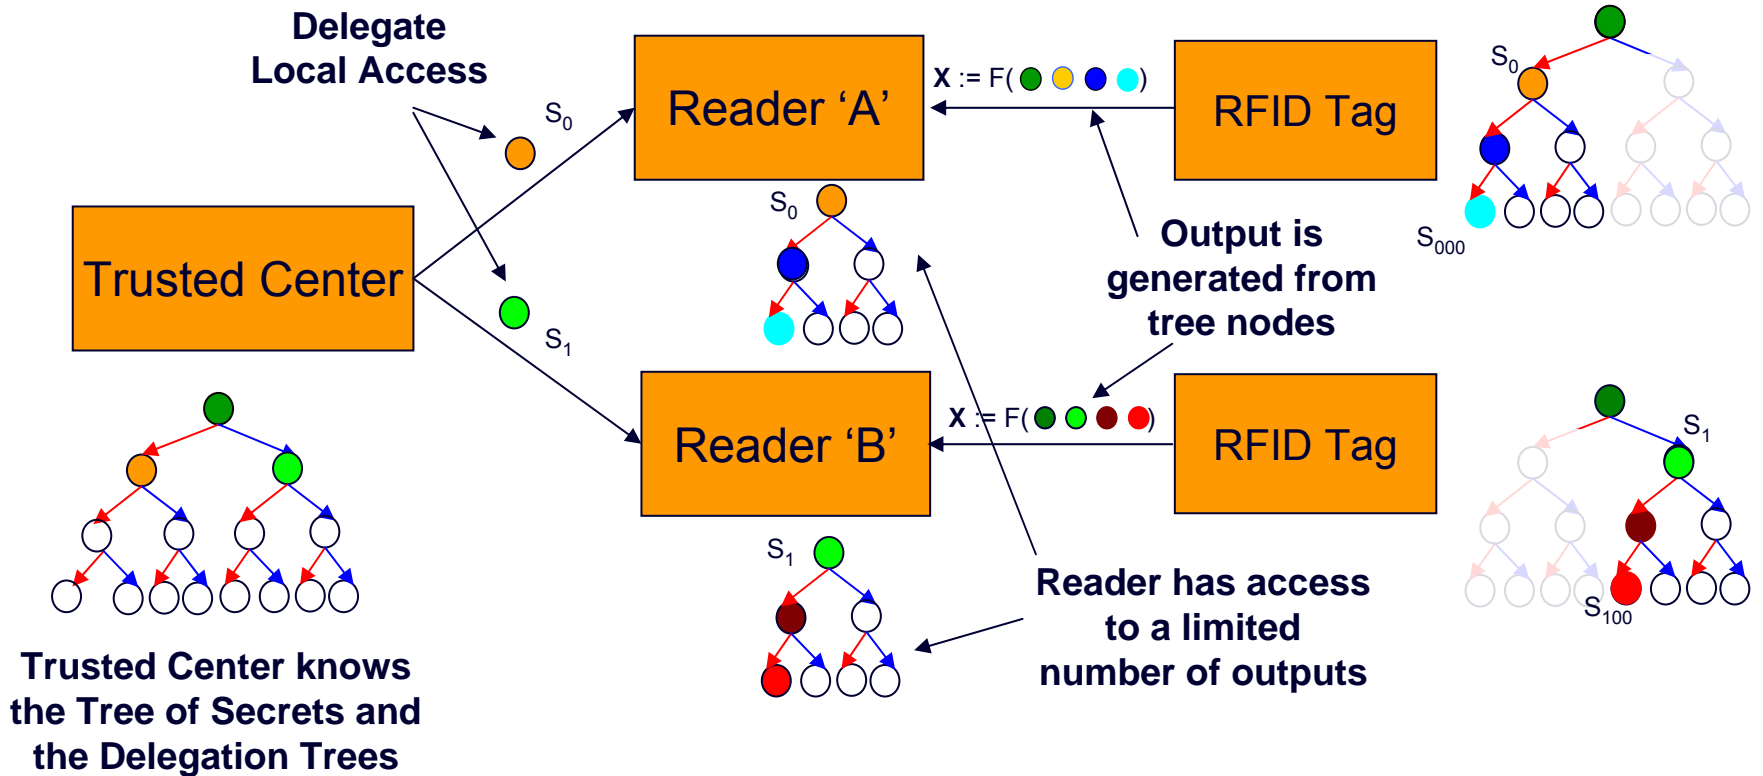 Delegate
Local Access
S0
Reader ‘A’
X := F( )
RFID Tag
S0
S000
Trusted Center
S0
Output is
generated from
tree nodes
S1
Reader ‘B’
X := F( )
RFID Tag
S1
S100
S1
Reader has access
to a limited
number of outputs
Trusted Center knows
the Tree of Secrets and
the Delegation Trees